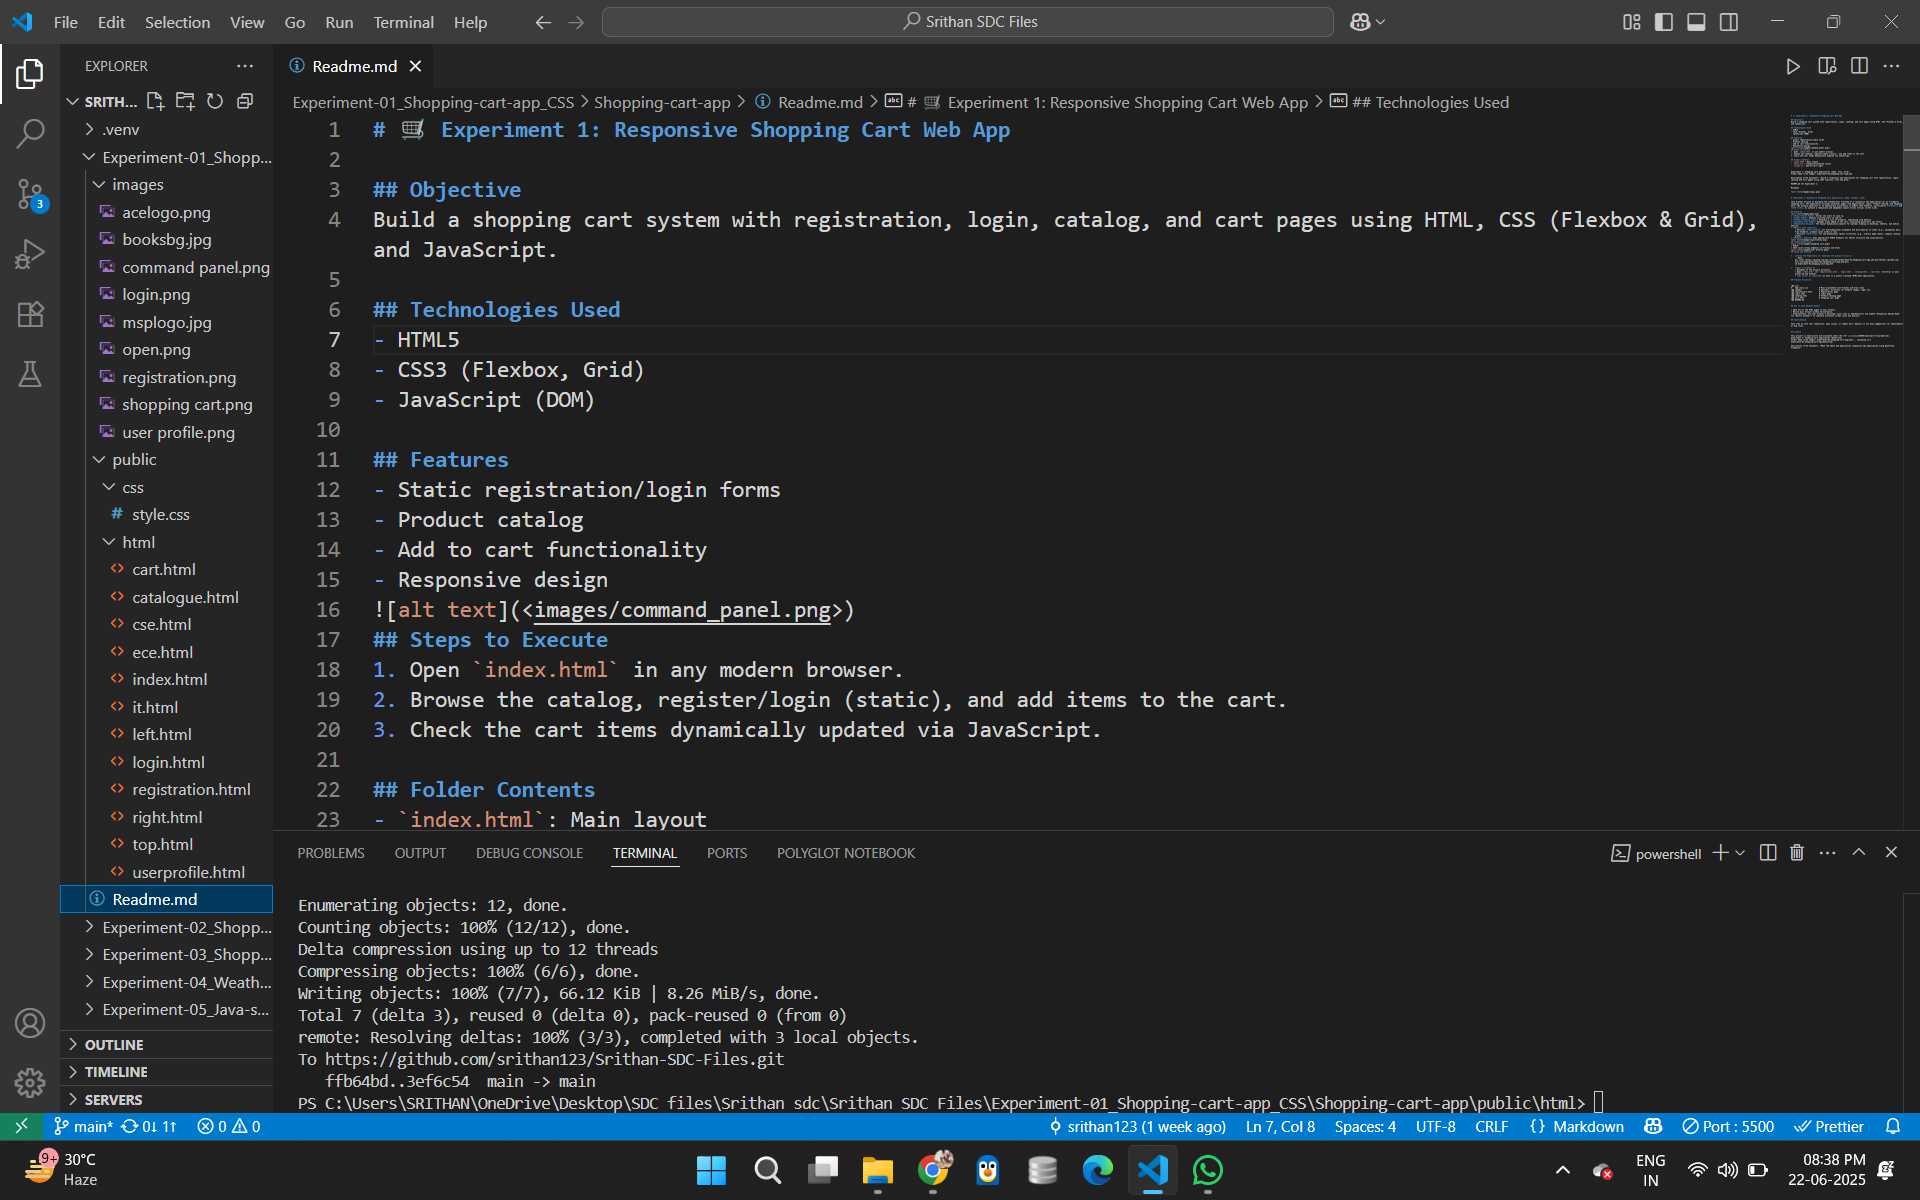 File Edit Selection View Go Run Terminal Help
Srithan SDC Files
EXPLORER
SRITH...
.venv
Experiment-01_Shopp...
images
acelogo.png
booksbg.jpg
command panel.png
login.png
msplogo.jpg
open.png
registration.png
shopping cart.png
user profile.png
public
css
# style.css
html
<> cart.html
<> catalogue.html
<> cse.html
<> ece.html
<> index.html
<> it.html
<> left.html
<> login.html
<> registration.html
<> right.html
<> top.html
<> userprofile.html
Readme.md
Experiment-02_Shopp...
Experiment-03_Shopp...
Experiment-04_Weath...
Experiment-05_Java-s...
OUTLINE
TIMELINE
SERVERS
3
Readme.md
Experiment-01_Shopping-cart-app_CSS > Shopping-cart-app > Readme.md > # 🛒 Experiment 1: Responsive Shopping Cart Web App > ## Technologies Used
1 # 🛒 Experiment 1: Responsive Shopping Cart Web App
2
3 ## Objective
4 Build a shopping cart system with registration, login, catalog, and cart pages using HTML, CSS (Flexbox & Grid),
and JavaScript.
5
6 ## Technologies Used
7 - HTML5
8 - CSS3 (Flexbox, Grid)
9 - JavaScript (DOM)
10
11 ## Features
12 - Static registration/login forms
13 - Product catalog
14 - Add to cart functionality
15 - Responsive design
16 ![alt text](<images/command_panel.png>)
17 ## Steps to Execute
18 1. Open `index.html` in any modern browser.
19 2. Browse the catalog, register/login (static), and add items to the cart.
20 3. Check the cart items dynamically updated via JavaScript.
21
22 ## Folder Contents
23 - `index.html`: Main layout
PROBLEMS OUTPUT DEBUG CONSOLE TERMINAL PORTS POLYGLOT NOTEBOOK
powershell
Enumerating objects: 12, done.
Counting objects: 100% (12/12), done.
Delta compression using up to 12 threads
Compressing objects: 100% (6/6), done.
Writing objects: 100% (7/7), 66.12 KiB | 8.26 MiB/s, done.
Total 7 (delta 3), reused 0 (delta 0), pack-reused 0 (from 0)
remote: Resolving deltas: 100% (3/3), completed with 3 local objects.
To https://github.com/srithan123/Srithan-SDC-Files.git
ffb64bd..3ef6c54 main -> main
PS C:\Users\SRITHAN\OneDrive\Desktop\SDC files\Srithan sdc\Srithan SDC Files\Experiment-01_Shopping-cart-app_CSS\Shopping-cart-app\public\html>
main* 0↓ 1↑ 0 0 srithan123 (1 week ago) Ln 7, Col 8 Spaces: 4 UTF-8 CRLF {} Markdown Port : 5500 Prettier
9+
30°C
Haze
ENG
IN
08:38 PM
22-06-2025